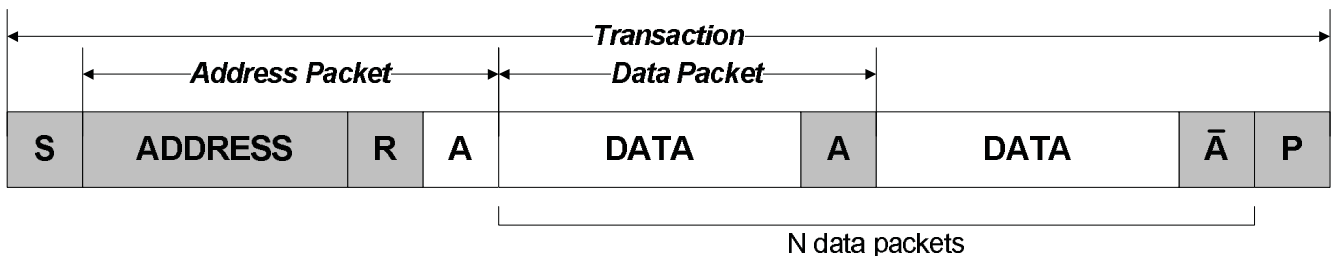 Transaction
Address Packet Data Packet
S ADDRESS R A DATA A DATA Ā P
N data packets